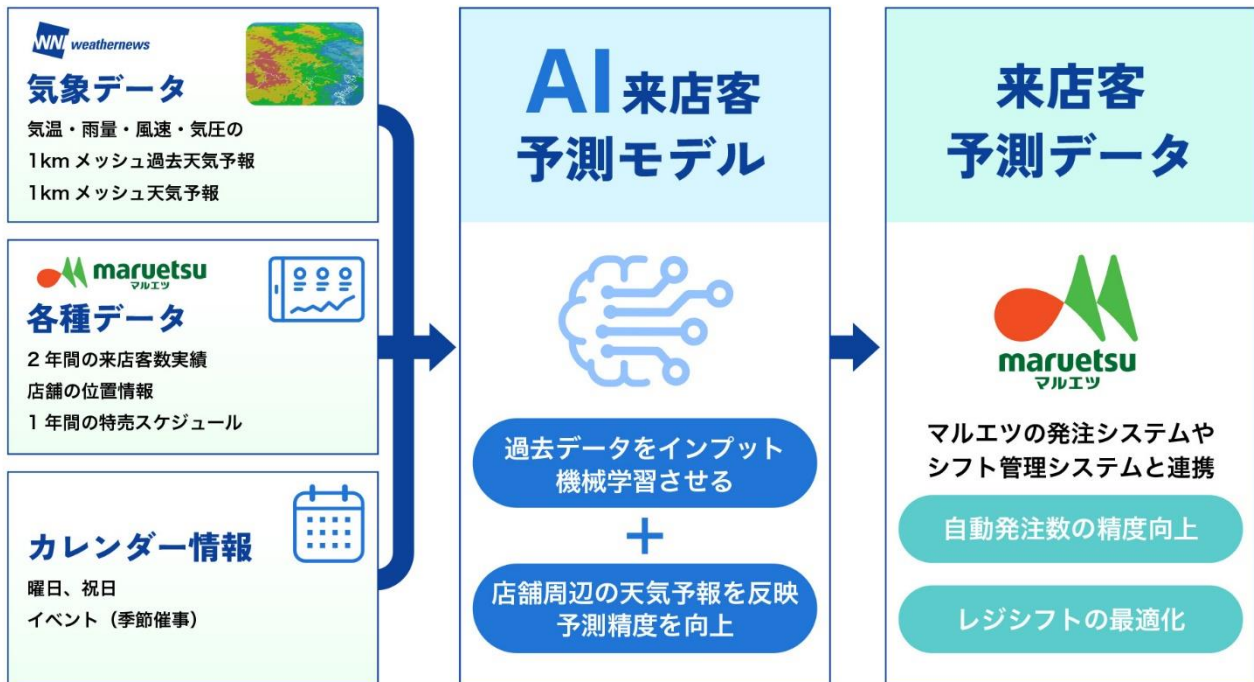 WNI weathernews
気象データ
気温・雨量・風速・気圧の
1kmメッシュ過去天気予報
1kmメッシュ天気予報
maruetsu
マルエツ
各種データ
2年間の来店客数実績
店舗の位置情報
1年間の特売スケジュール
カレンダー情報
曜日、祝日
イベント（季節催事）
AI来店客
予測モデル
過去データをインプット
機械学習させる
+
店舗周辺の天気予報を反映
予測精度を向上
来店客
予測データ
maruetsu
マルエツ
マルエツの発注システムや
シフト管理システムと連携
自動発注数の精度向上
レジシフトの最適化